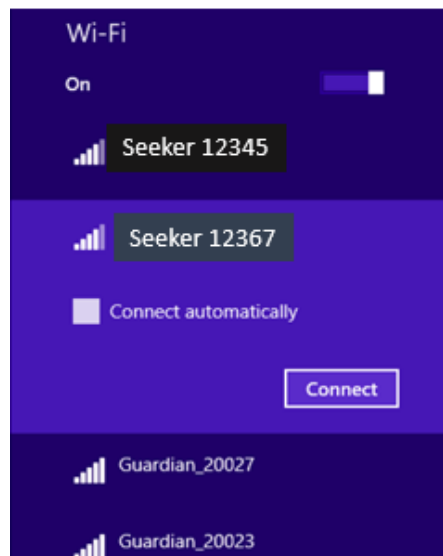 Wi-Fi
On
Seeker 12345
Seeker 12367
Connect automatically
Connect
Guardian_20027
Guardian_20023